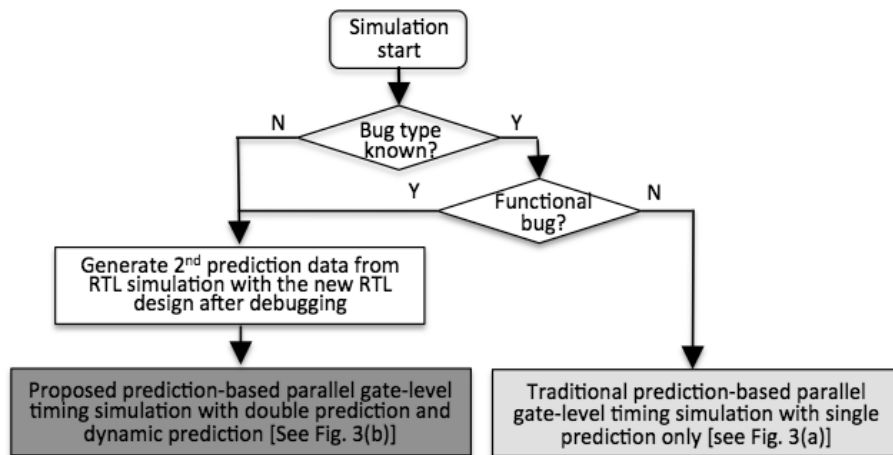 Simulation
start
N
Y
Bug type
known?
Y
N
Functional
bug?
Generate 2nd prediction data from
RTL simulation with the new RTL
design after debugging
Proposed prediction-based parallel gate-level
timing simulation with double prediction and
dynamic prediction [See Fig. 3(b)]
Traditional prediction-based parallel
gate-level timing simulation with single
prediction only [see Fig. 3(a)]